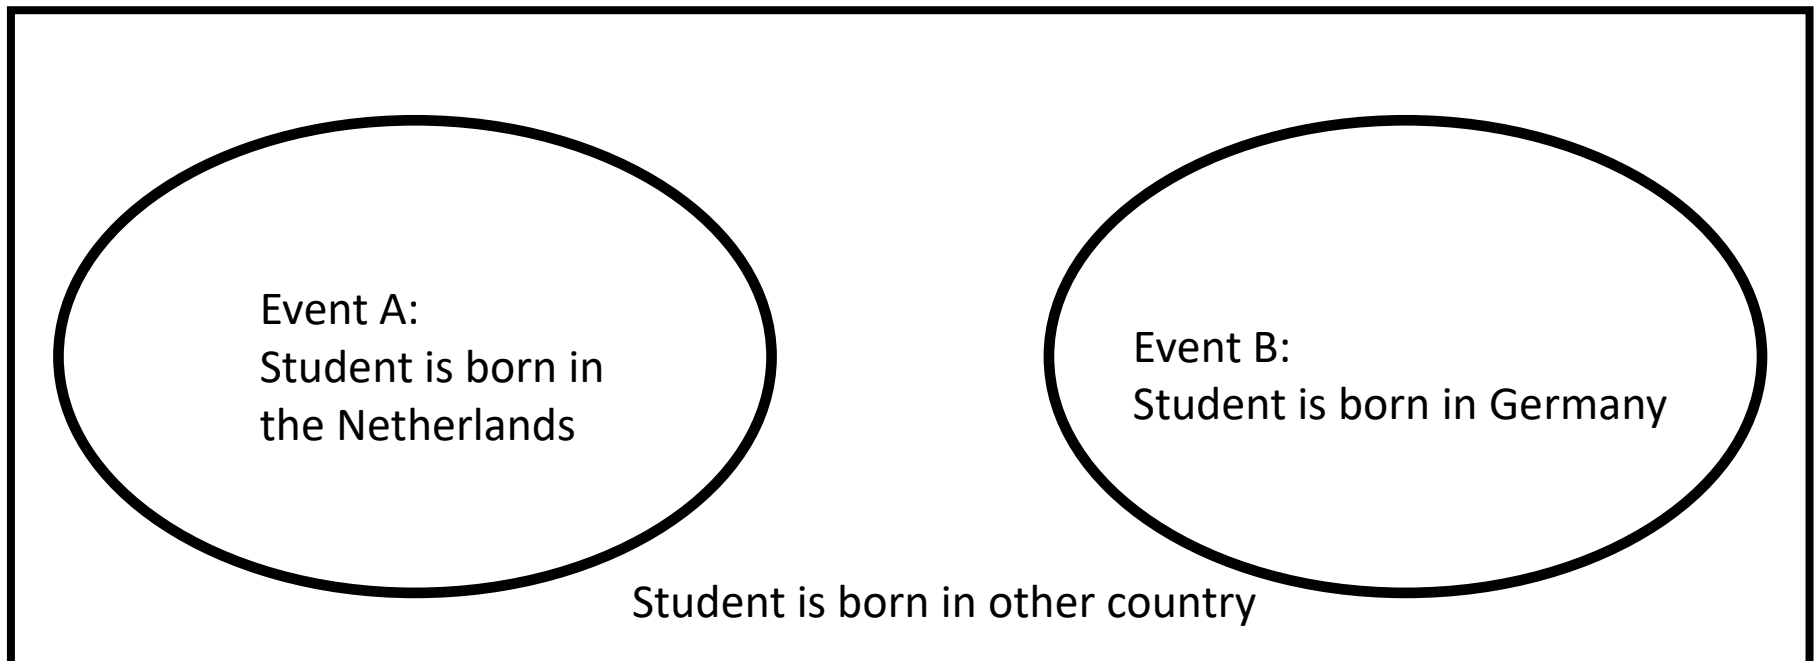 Event A:
Student is born in
the Netherlands
Event B:
Student is born in Germany
Student is born in other country